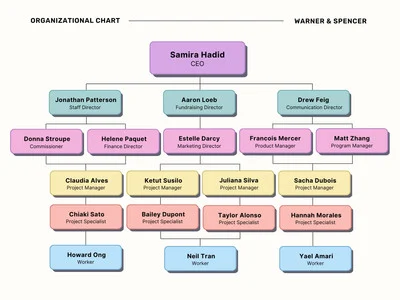 ORGANIZATIONAL CHART
WARNER & SPENCER
Samira Hadid
CEO
Jonathan Patterson
Staff Director
Aaron Loeb
Fundraising Director
Drew Feig
Communication Director
Donna Stroupe
Commissioner
Helene Paquet
Finance Director
Estelle Darcy
Marketing Director
Francois Mercer
Product Manager
Matt Zhang
Program Manager
Claudia Alves
Project Manager
Ketut Susilo
Project Manager
Juliana Silva
Project Manager
Sacha Dubois
Project Manager
Chiaki Sato
Project Specialist
Bailey Dupont
Project Specialist
Taylor Alonso
Project Specialist
Hannah Morales
Project Specialist
Howard Ong
Worker
Neil Tran
Worker
Yael Amari
Worker